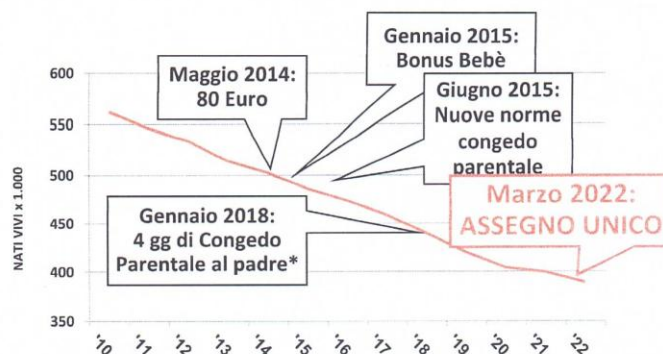 Gennaio 2015:
Bonus Bebè
Maggio 2014:
80 Euro
Giugno 2015:
Nuove norme
congedo
parentale
Marzo 2022:
ASSEGNO UNICO
Gennaio 2018:
4 gg di Congedo
Parentale al padre*
NATI VIVI x 1.000
600
550
500
450
400
350
'10
'11
'12
'13
'14
'15
'16
'17
'18
'19
'20
'21
'22